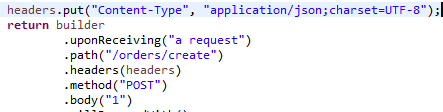 headers.put("Content-Type", "application/json;charset=UTF-8");
return builder
.uponReceiving("a request")
.path("/orders/create")
.headers(headers)
.method("POST")
.body("1")